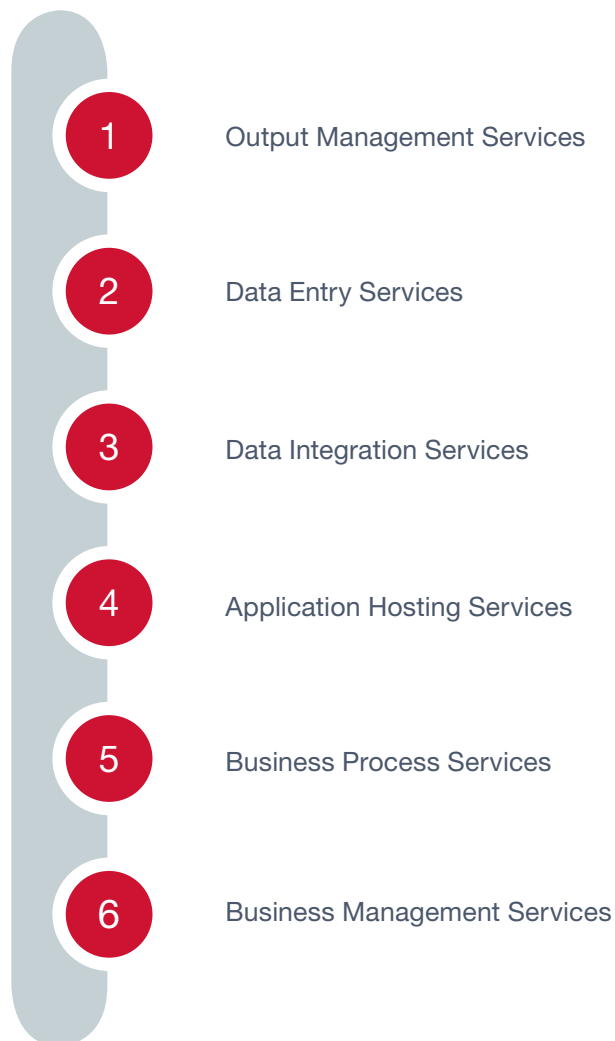 1 Output Management Services
2 Data Entry Services
3 Data Integration Services
4 Application Hosting Services
5 Business Process Services
6 Business Management Services